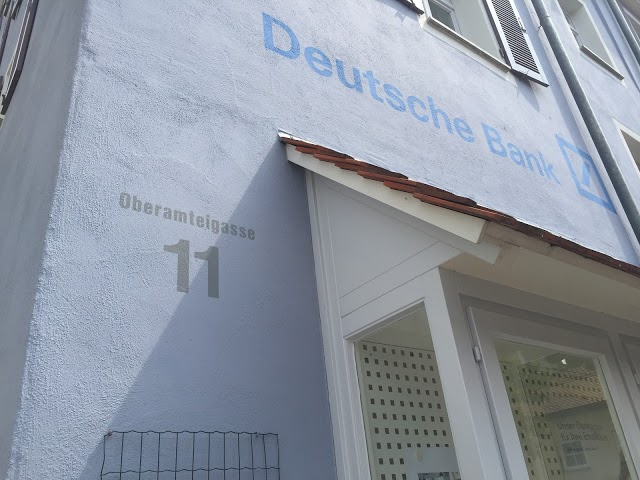 Deutsche Bank
Oberamteigasse
11